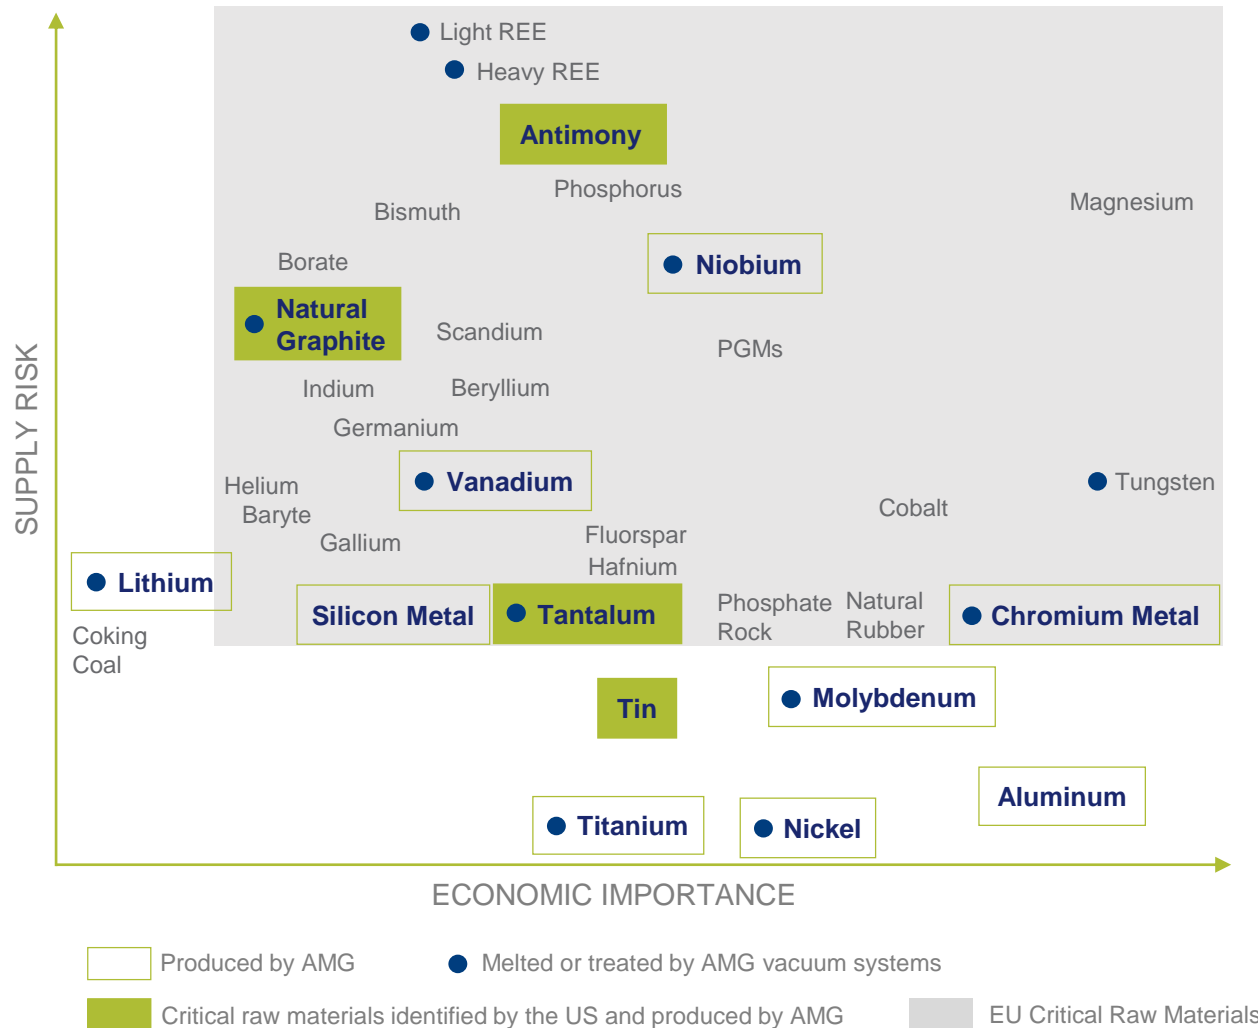 Light REE
Heavy REE
Antimony
Phosphorus
Magnesium
Bismuth
Borate
Niobium
Natural
Graphite
Scandium
PGMs
Indium
Beryllium
Germanium
Vanadium
Tungsten
Helium
Baryte
Cobalt
Gallium
Fluorspar
Hafnium
Lithium
Silicon Metal
Tantalum
Phosphate
Rock
Natural
Rubber
Chromium Metal
Coking
Coal
Tin
Molybdenum
Aluminum
Titanium
Nickel
SUPPLY RISK
ECONOMIC IMPORTANCE
Produced by AMG
Melted or treated by AMG vacuum systems
Critical raw materials identified by the US and produced by AMG
EU Critical Raw Materials